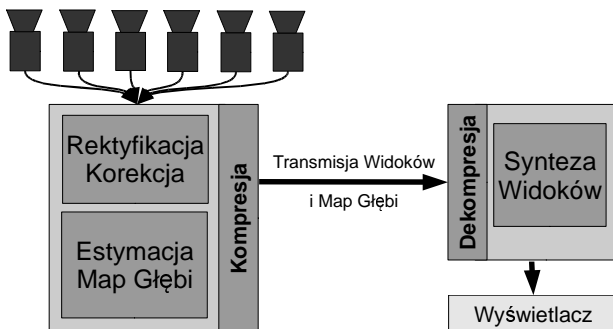 Rektyfikacja
Korekcja
Estymacja
Map Głębi
Kompresja
Transmisja Widoków
i Map Głębi
Dekompresja
Synteza
Widoków
Wyświetlacz